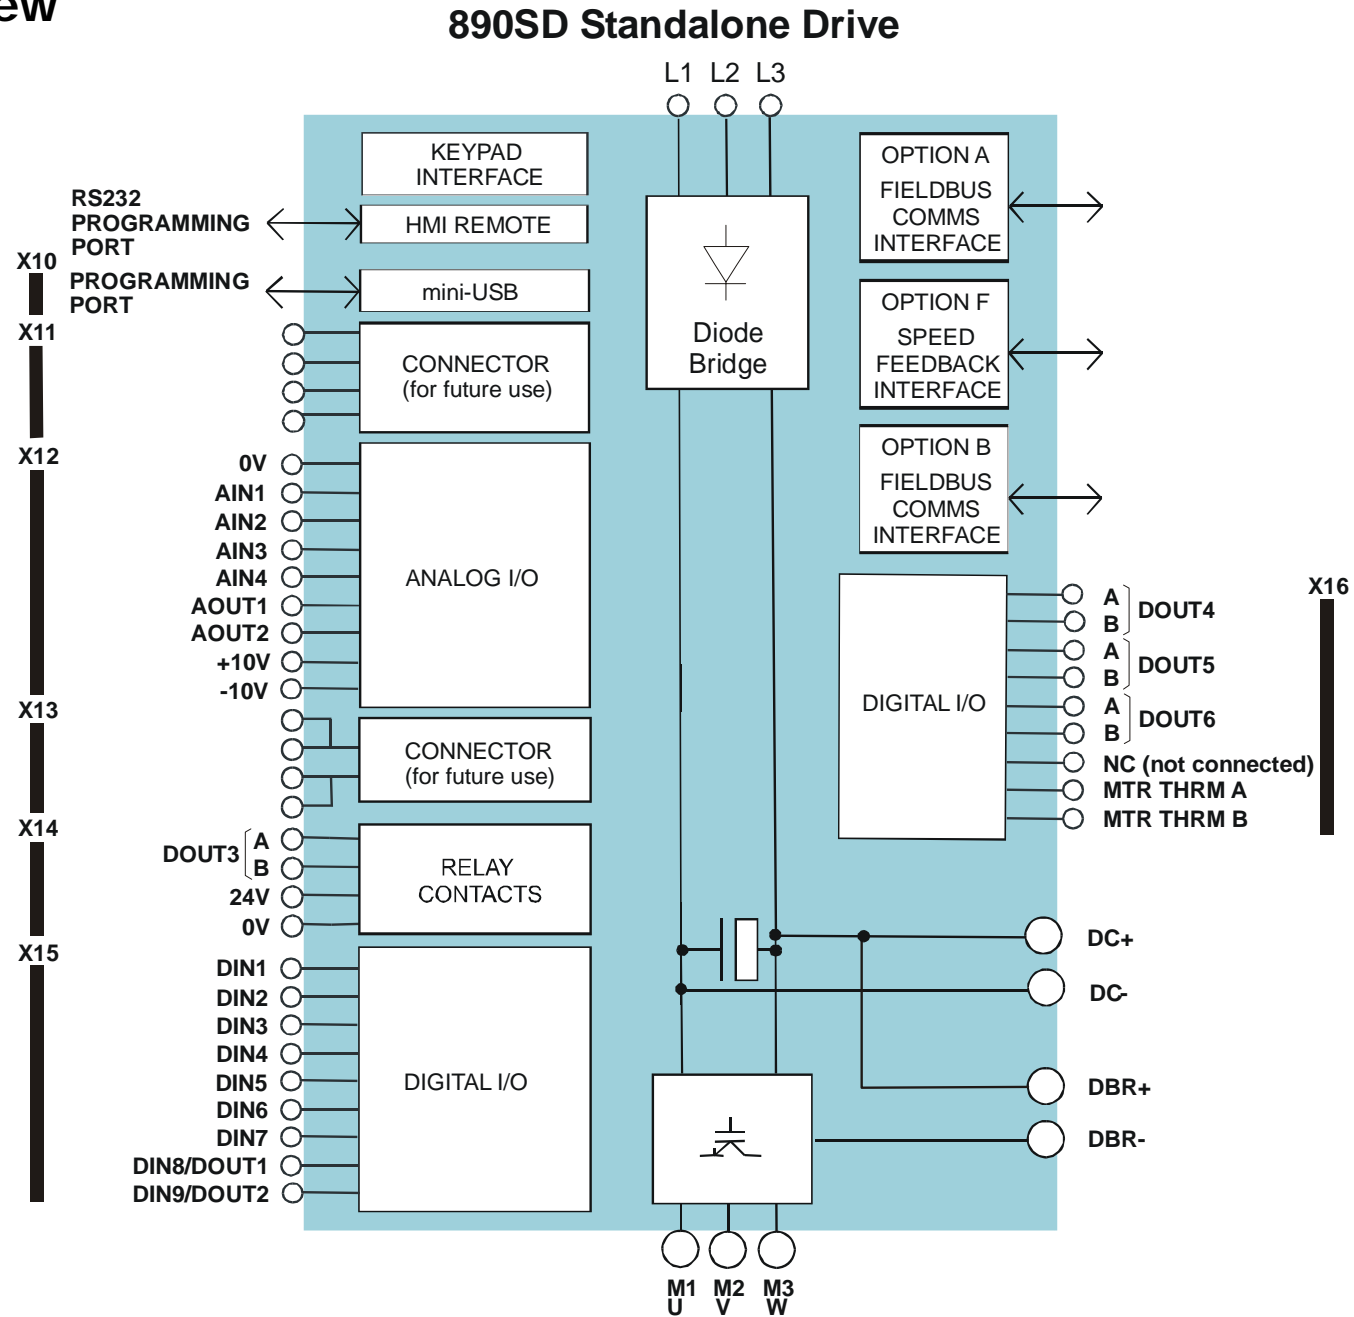 ew
890SD Standalone Drive
L1 L2 L3
KEYPAD
INTERFACE
RS232
PROGRAMMING
PORT
HMI REMOTE
X10
PROGRAMMING
PORT
mini-USB
X11
CONNECTOR
(for future use)
X12
0V
AIN1
AIN2
AIN3
AIN4
AOUT1
AOUT2
+10V
-10V
ANALOG I/O
X13
CONNECTOR
(for future use)
X14
DOUT3
A
B
24V
0V
RELAY
CONTACTS
X15
DIN1
DIN2
DIN3
DIN4
DIN5
DIN6
DIN7
DIN8/DOUT1
DIN9/DOUT2
DIGITAL I/O
Diode
Bridge
OPTION A
FIELDBUS
COMMS
INTERFACE
OPTION F
SPEED
FEEDBACK
INTERFACE
OPTION B
FIELDBUS
COMMS
INTERFACE
DIGITAL I/O
X16
A
B
DOUT4
A
B
DOUT5
A
B
DOUT6
NC (not connected)
MTR THRM A
MTR THRM B
DC+
DC-
DBR+
DBR-
M1 M2 M3
U V W